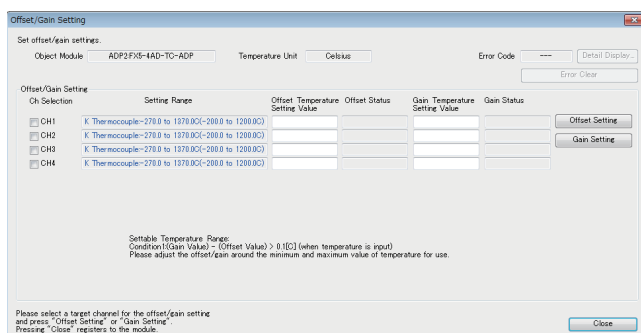 Offset/Gain Setting
Set offset/gain settings.
Object Module ADP2:FX5-4AD-TC-ADP Temperature Unit Celsius Error Code --- Detail Display...
Error Clear
Offset/Gain Setting
Ch Selection Setting Range Offset Temperature Setting Value Offset Status Gain Temperature Setting Value Gain Status
CH1 K Thermocouple:-270.0 to 1370.0C(-200.0 to 1200.0C) Offset Setting
CH2 K Thermocouple:-270.0 to 1370.0C(-200.0 to 1200.0C) Gain Setting
CH3 K Thermocouple:-270.0 to 1370.0C(-200.0 to 1200.0C)
CH4 K Thermocouple:-270.0 to 1370.0C(-200.0 to 1200.0C)
Settable Temperature Range:
Condition1:(Gain Value) - (Offset Value) > 0.1[C] (when temperature is input)
Please adjust the offset/gain around the minimum and maximum value of temperature for use.
Please select a target channel for the offset/gain setting
and press "Offset Setting" or "Gain Setting".
Pressing "Close" registers to the module.
Close